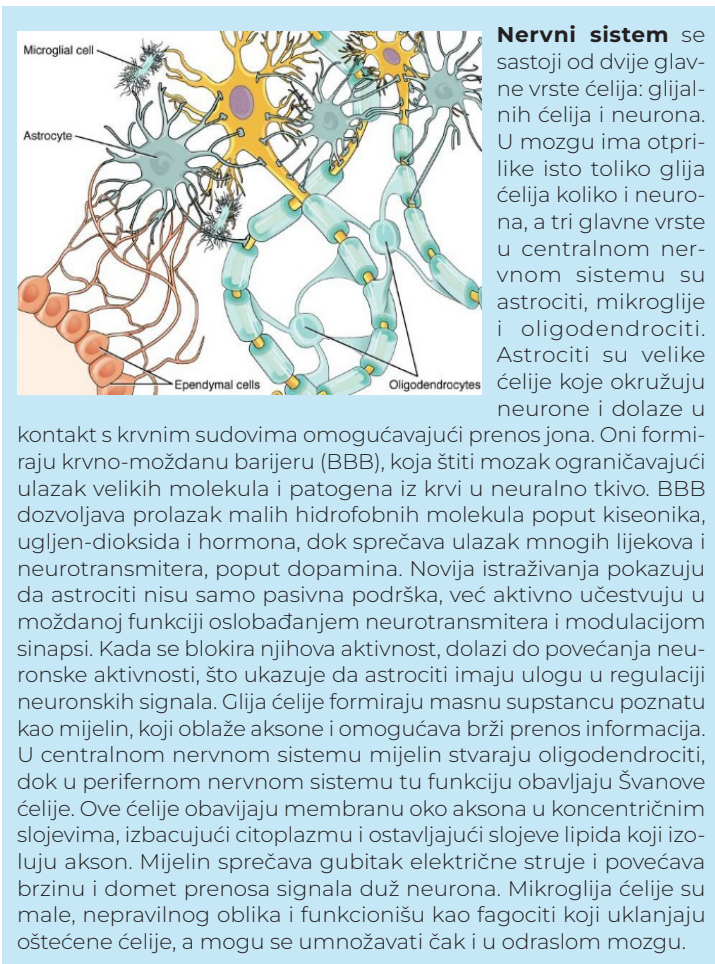 Microglial cell
Astrocyte
Ependymal cells
Oligodendrocytes
Nervni sistem se
sastoji od dvije glav-
ne vrste ćelija: glijal-
nih ćelija i neurona.
U mozgu ima otpri-
like isto toliko glija
ćelija koliko i neuro-
na, a tri glavne vrste
u centralnom ner-
vnom sistemu su
astrociti, mikroglije
i oligodendrociti.
Astrociti su velike
ćelije koje okružuju
neurone i dolaze u
kontakt s krvnim sudovima omogućavajući prenos jona. Oni formi-
raju krvno-moždanu barijeru (BBB), koja štiti mozak ograničavajući
ulazak velikih molekula i patogena iz krvi u neuralno tkivo. BBB
dozvoljava prolazak malih hidrofobnih molekula poput kiseonika,
ugljen-dioksida i hormona, dok sprečava ulazak mnogih lijekova i
neurotransmitera, poput dopamina. Novija istraživanja pokazuju
da astrociti nisu samo pasivna podrška, već aktivno učestvuju u
moždanoj funkciji oslobađanjem neurotransmitera i modulacijom
sinapsi. Kada se blokira njihova aktivnost, dolazi do povećanja neu-
ronske aktivnosti, što ukazuje da astrociti imaju ulogu u regulaciji
neuronskih signala. Glija ćelije formiraju masnu supstancu poznatu
kao mijelin, koji oblaže aksone i omogućava brži prenos informacija.
U centralnom nervnom sistemu mijelin stvaraju oligodendrociti,
dok u perifernom nervnom sistemu tu funkciju obavljaju Švanove
ćelije. Ove ćelije obavijaju membranu oko aksona u koncentričnim
slojevima, izbacujući citoplazmu i ostavljajući slojeve lipida koji izo-
luju akson. Mijelin sprečava gubitak električne struje i povećava
brzinu i domet prenosa signala duž neurona. Mikroglija ćelije su
male, nepravilnog oblika i funkcionišu kao fagociti koji uklanjaju
oštećene ćelije, a mogu se umnožavati čak i u odraslom mozgu.